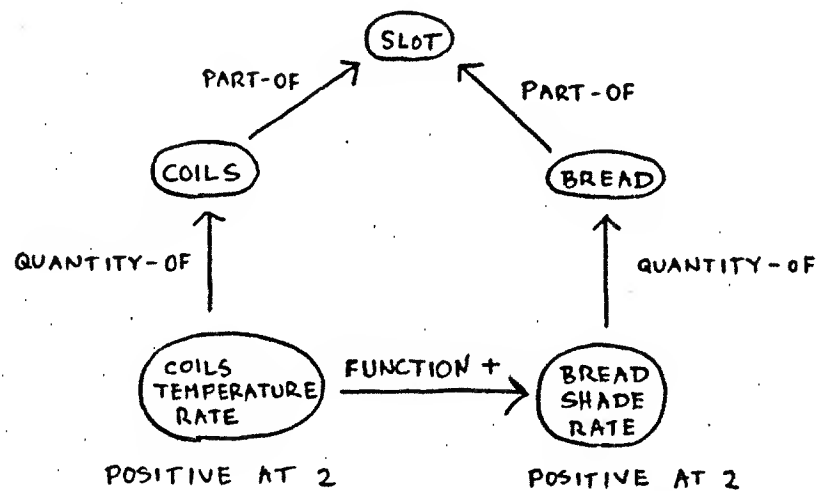 SLOT
PART-OF
PART-OF
COILS
BREAD
QUANTITY-OF
QUANTITY-OF
COILS
TEMPERATURE
RATE
FUNCTION +
BREAD
SHADE
RATE
POSITIVE AT 2
POSITIVE AT 2